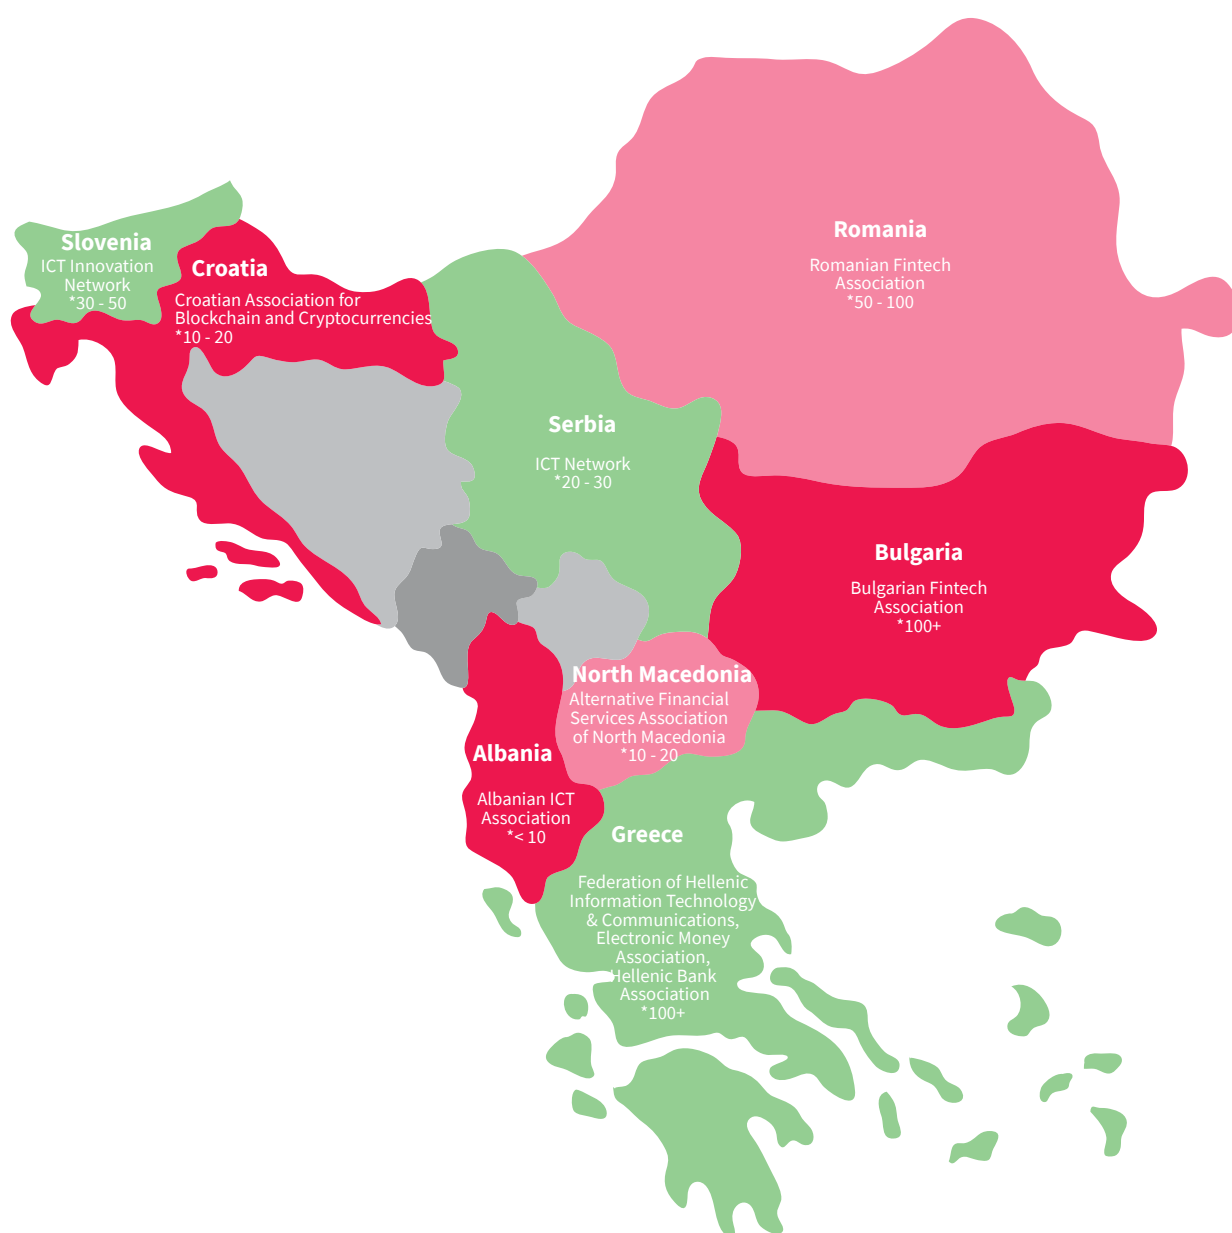 Slovenia
ICT Innovation
Network
*30 - 50
Croatia
Croatian Association for
Blockchain and Cryptocurrencies
*10 - 20
Romania
Romanian Fintech
Association
*50 - 100
Serbia
ICT Network
*20 - 30
Bulgaria
Bulgarian Fintech
Association
*100+
North Macedonia
Alternative Financial
Services Association
of North Macedonia
*10 - 20
Albania
Albanian ICT
Association
*< 10
Greece
Federation of Hellenic
Information Technology
& Communications,
Electronic Money
Association,
Hellenic Bank
Association
*100+